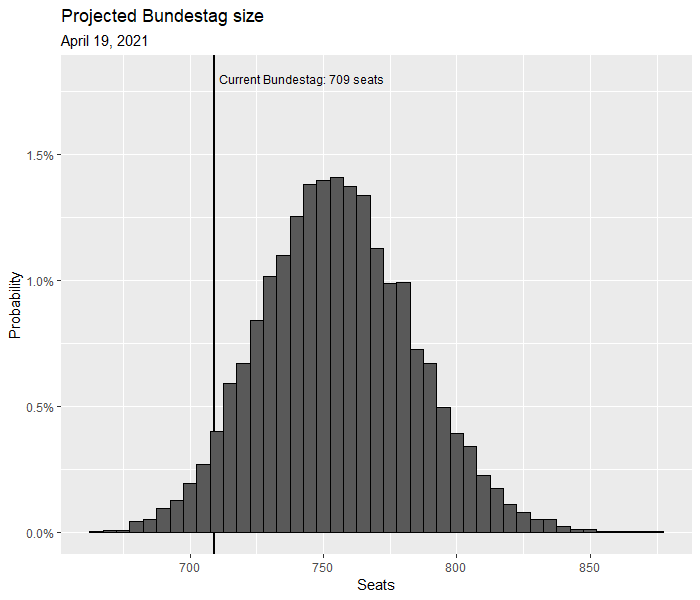 Projected Bundestag size
April 19, 2021
Current Bundestag: 709 seats
1.5%
1.0%
0.5%
0.0%
Probability
700 750 800 850
Seats